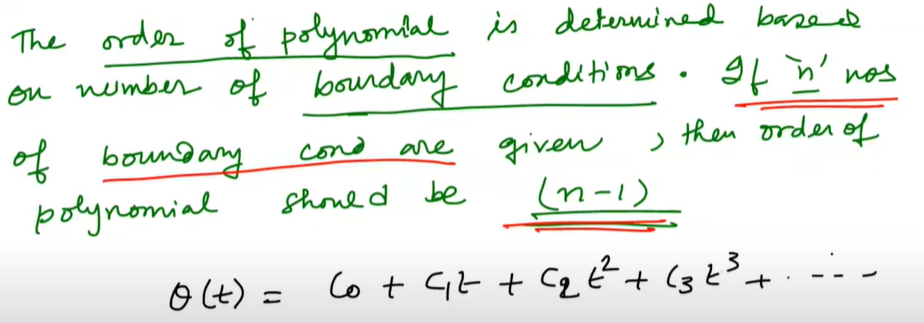 The order of polynomial is determined based
on number of boundary conditions. If 'n' nos
of boundary cond are given, then order of
polynomial should be (n-1)
θ(t) = C₀ + C₁t + C₂t² + C₃t³ + . ---